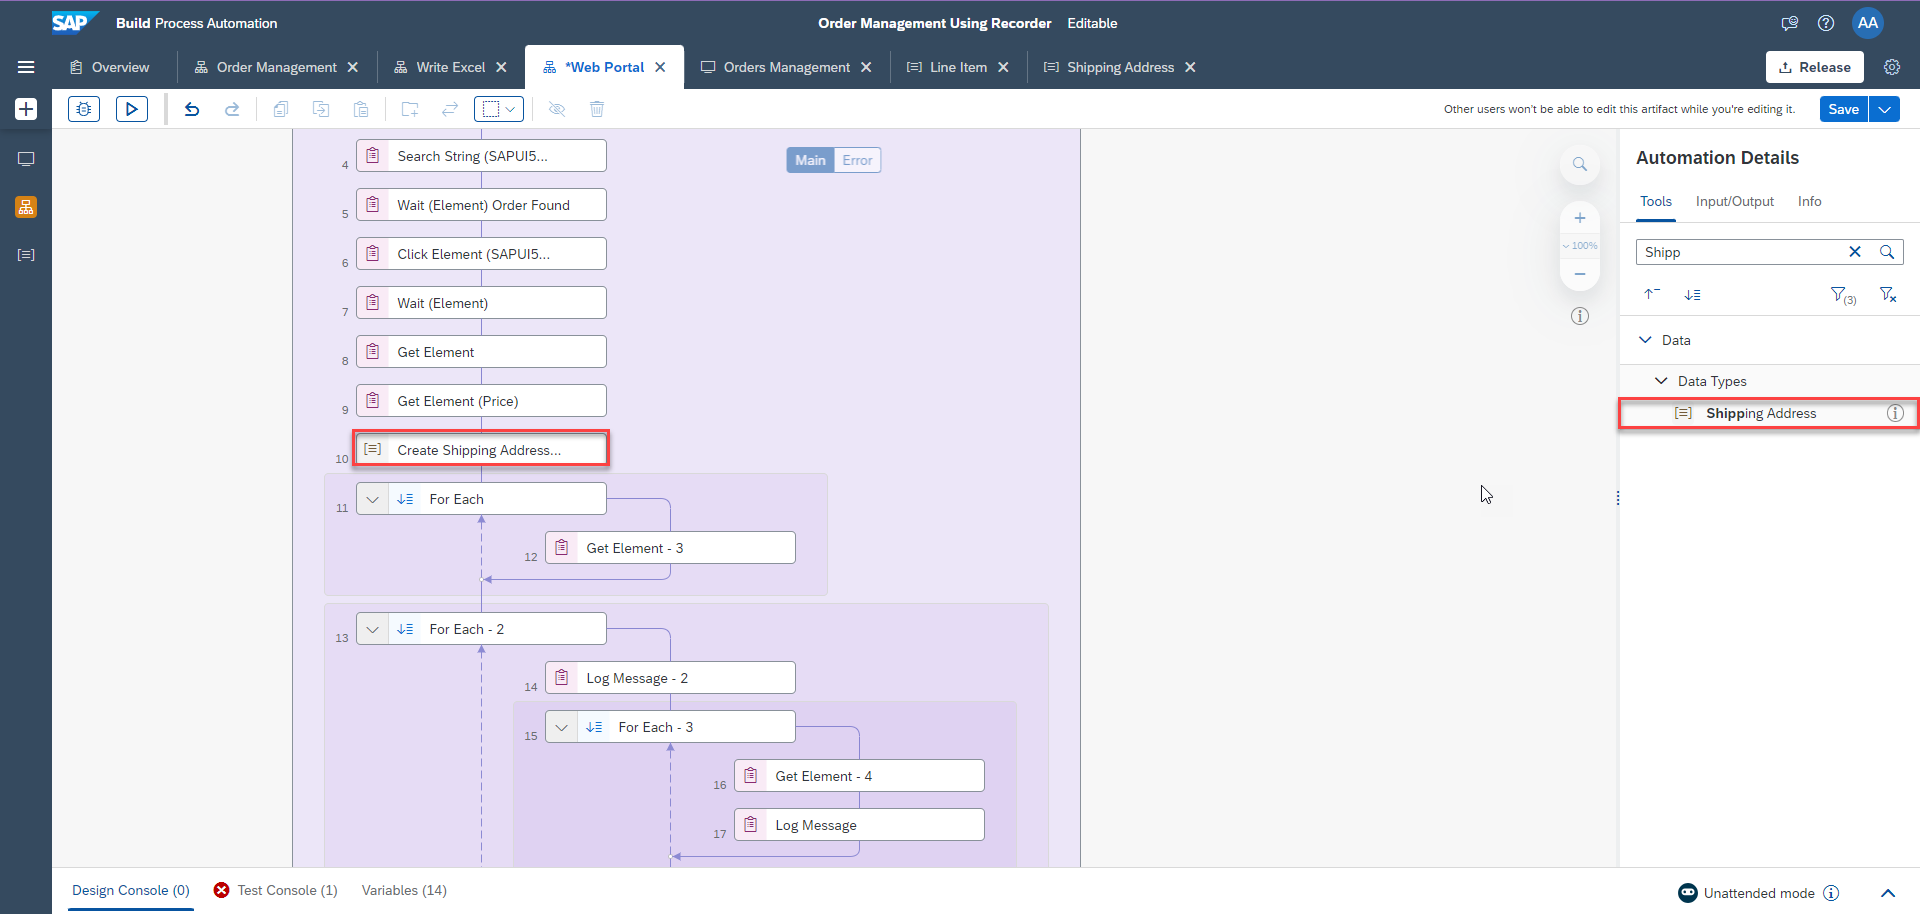 SAP Build Process Automation
Order Management Using Recorder Editable
AA
Overview
Order Management
Write Excel
*Web Portal
Orders Management
Line Item
Shipping Address
Release
Other users won't be able to edit this artifact while you're editing it.
Save
4 Search String (SAPUI5...
Main Error
5 Wait (Element) Order Found
6 Click Element (SAPUI5...
7 Wait (Element)
8 Get Element
9 Get Element (Price)
10 Create Shipping Address...
11 For Each
12 Get Element - 3
13 For Each - 2
14 Log Message - 2
15 For Each - 3
16 Get Element - 4
17 Log Message
100%
Automation Details
Tools Input/Output Info
Shipp
(3)
Data
Data Types
Shipping Address
Design Console (0) Test Console (1) Variables (14)
Unattended mode